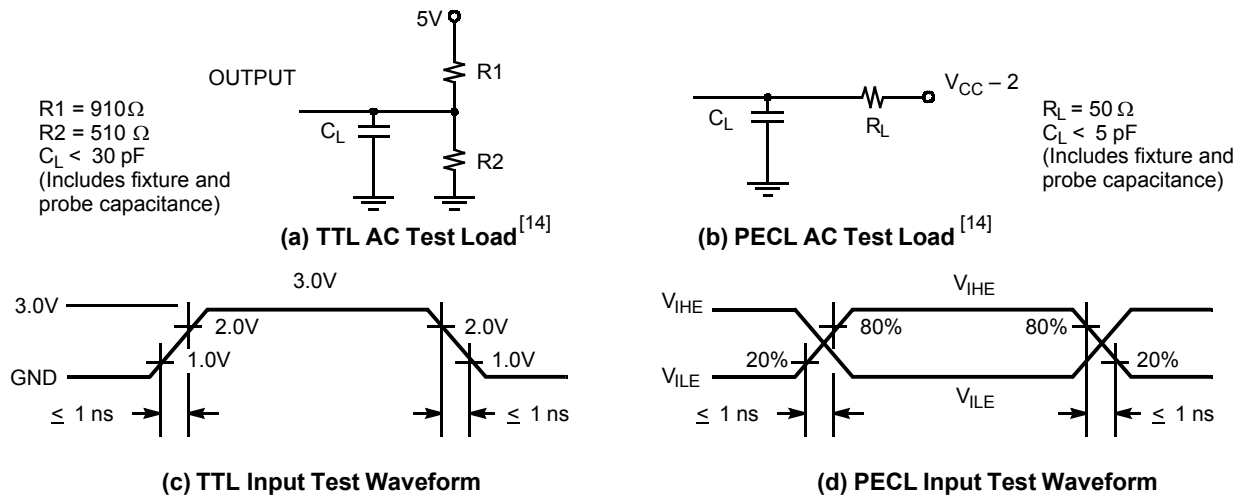 5V
OUTPUT
R1
R1 = 910Ω
R2 = 510 Ω
C_L < 30 pF
(Includes fixture and
probe capacitance)
C_L
R2
(a) TTL AC Test Load[14]
V_CC – 2
C_L
R_L
R_L = 50 Ω
C_L < 5 pF
(Includes fixture and
probe capacitance)
(b) PECL AC Test Load [14]
3.0V
3.0V
2.0V
2.0V
1.0V
1.0V
GND
≤ 1 ns
≤ 1 ns
(c) TTL Input Test Waveform
V_IHE
V_IHE
80%
80%
20%
20%
V_ILE
V_ILE
≤ 1 ns
≤ 1 ns
(d) PECL Input Test Waveform